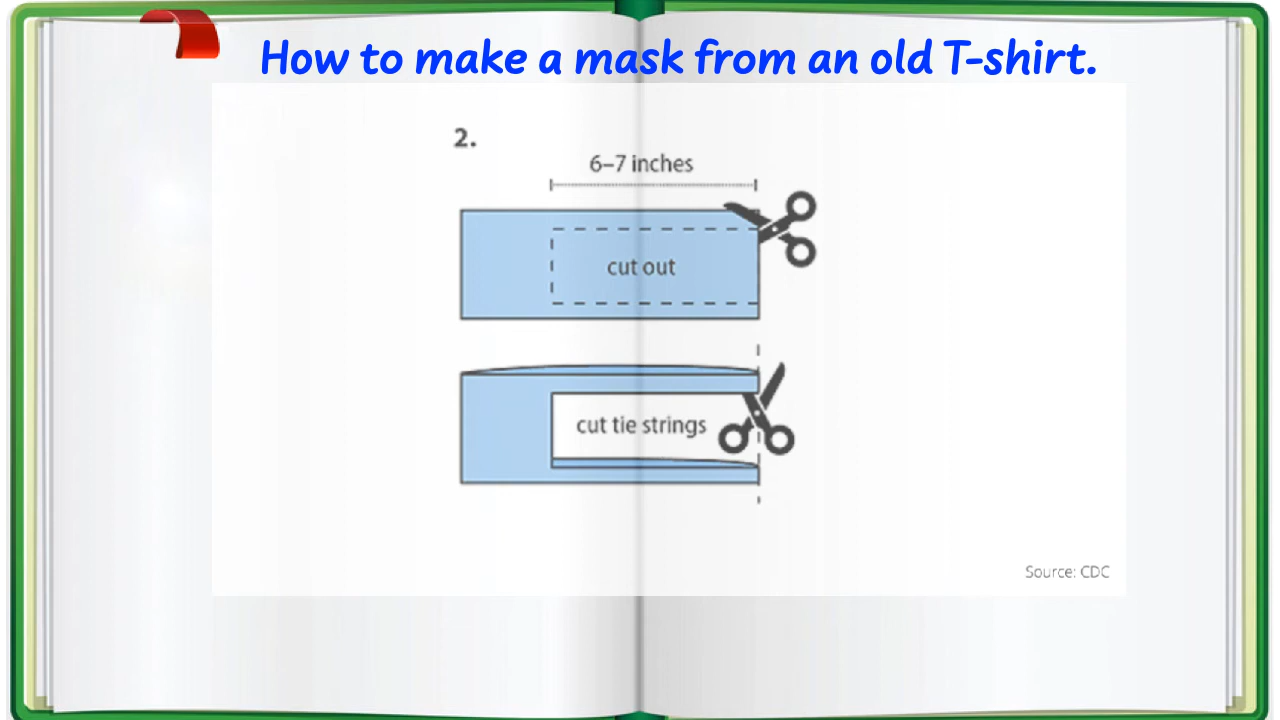 How to make a mask from an old T-shirt.
2.
6–7 inches
cut out
cut tie strings
Source: CDC